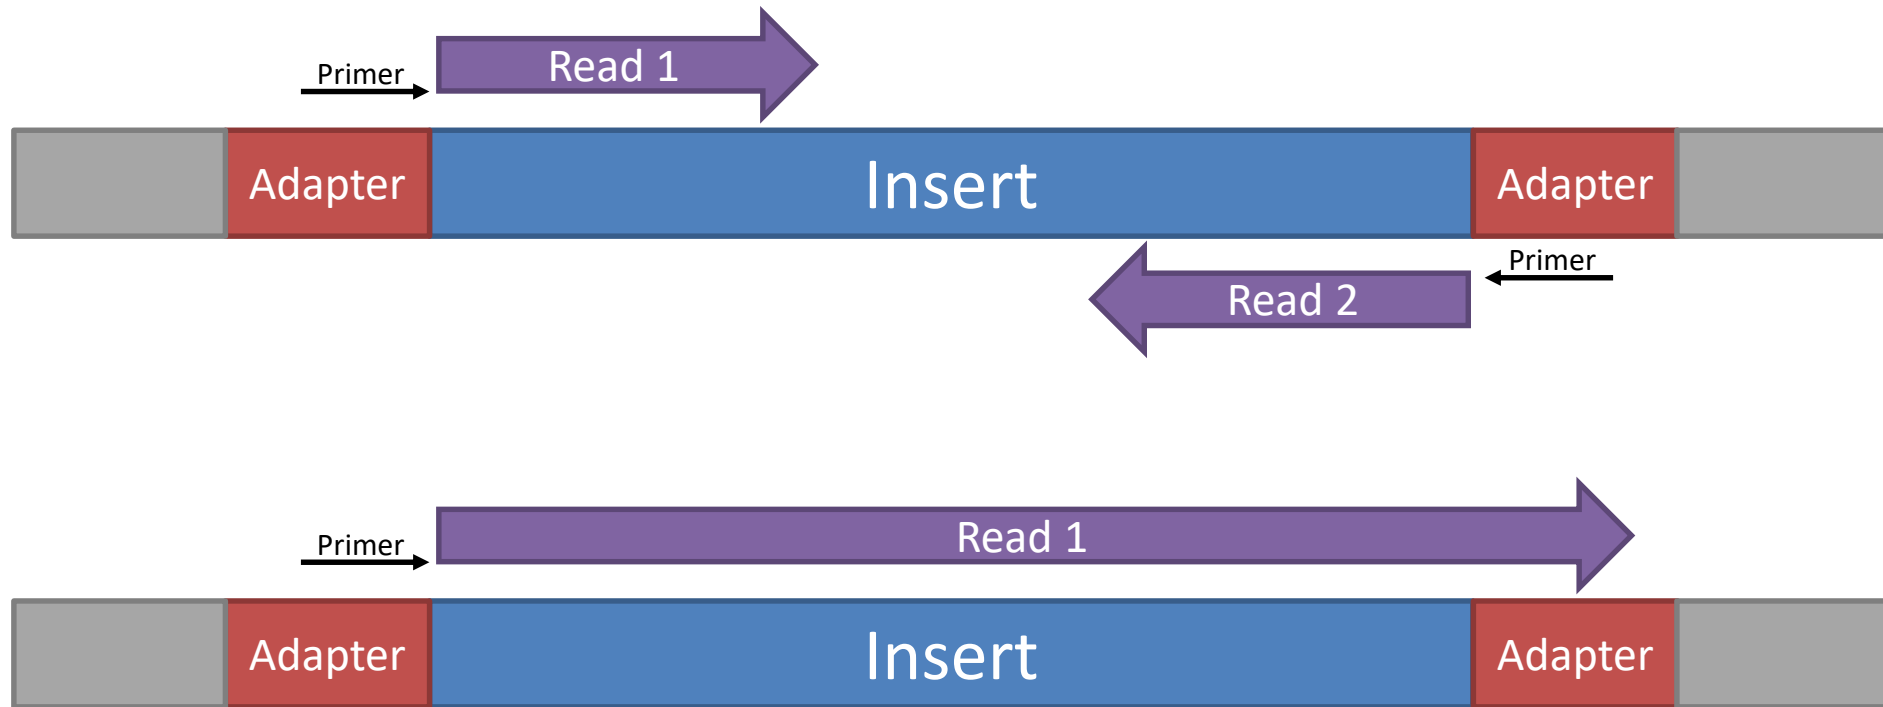 Read 1
Primer
Adapter
Insert
Adapter
Primer
Read 2
Read 1
Primer
Adapter
Insert
Adapter